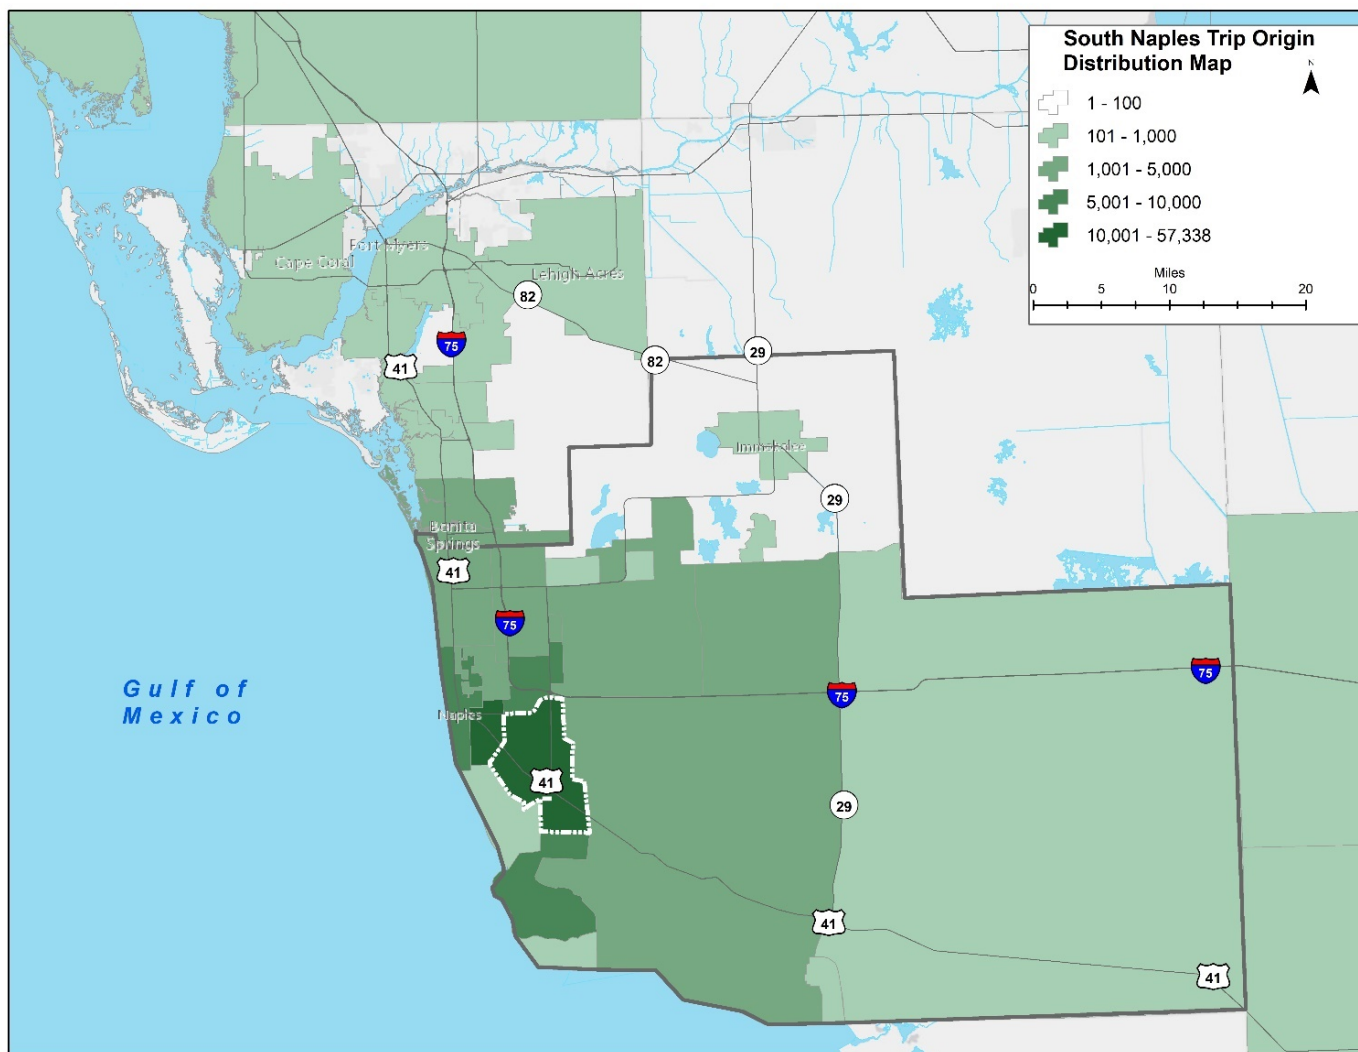 South Naples Trip Origin
Distribution Map
N
1 - 100
101 - 1,000
1,001 - 5,000
5,001 - 10,000
10,001 - 57,338
Miles
0 5 10 15 20
Fort Myers
Cape Coral
Lehigh Acres
82
75
41
82
29
Immokalee
29
Bonita
Springs
41
75
75
75
Gulf of
Mexico
Naples
41
29
41
41